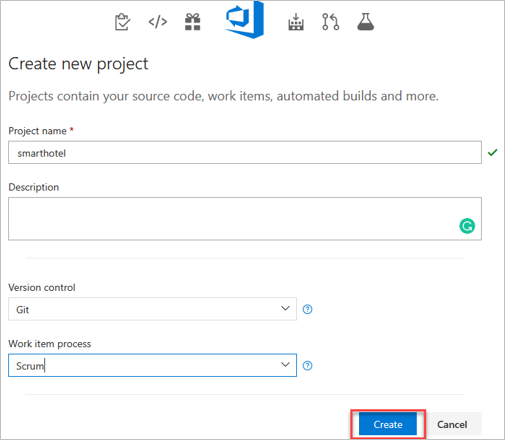 Create new project
Projects contain your source code, work items, automated builds and more.
Project name *
smarthotel
Description
Version control
Git
Work item process
Scrum
Create Cancel